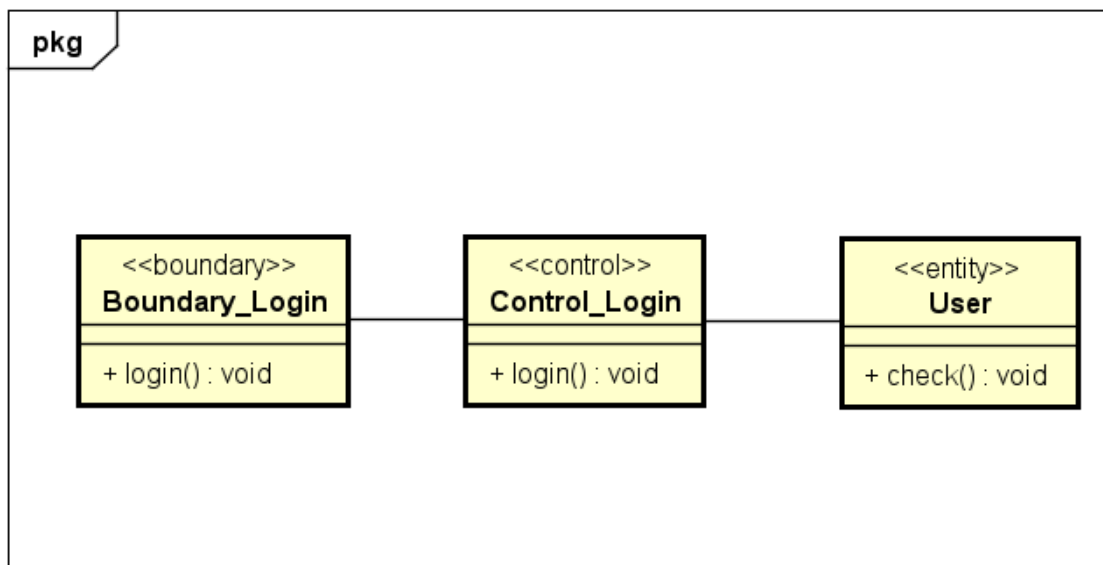 pkg
<<boundary>>
Boundary_Login
+ login() : void
<<control>>
Control_Login
+ login() : void
<<entity>>
User
+ check() : void